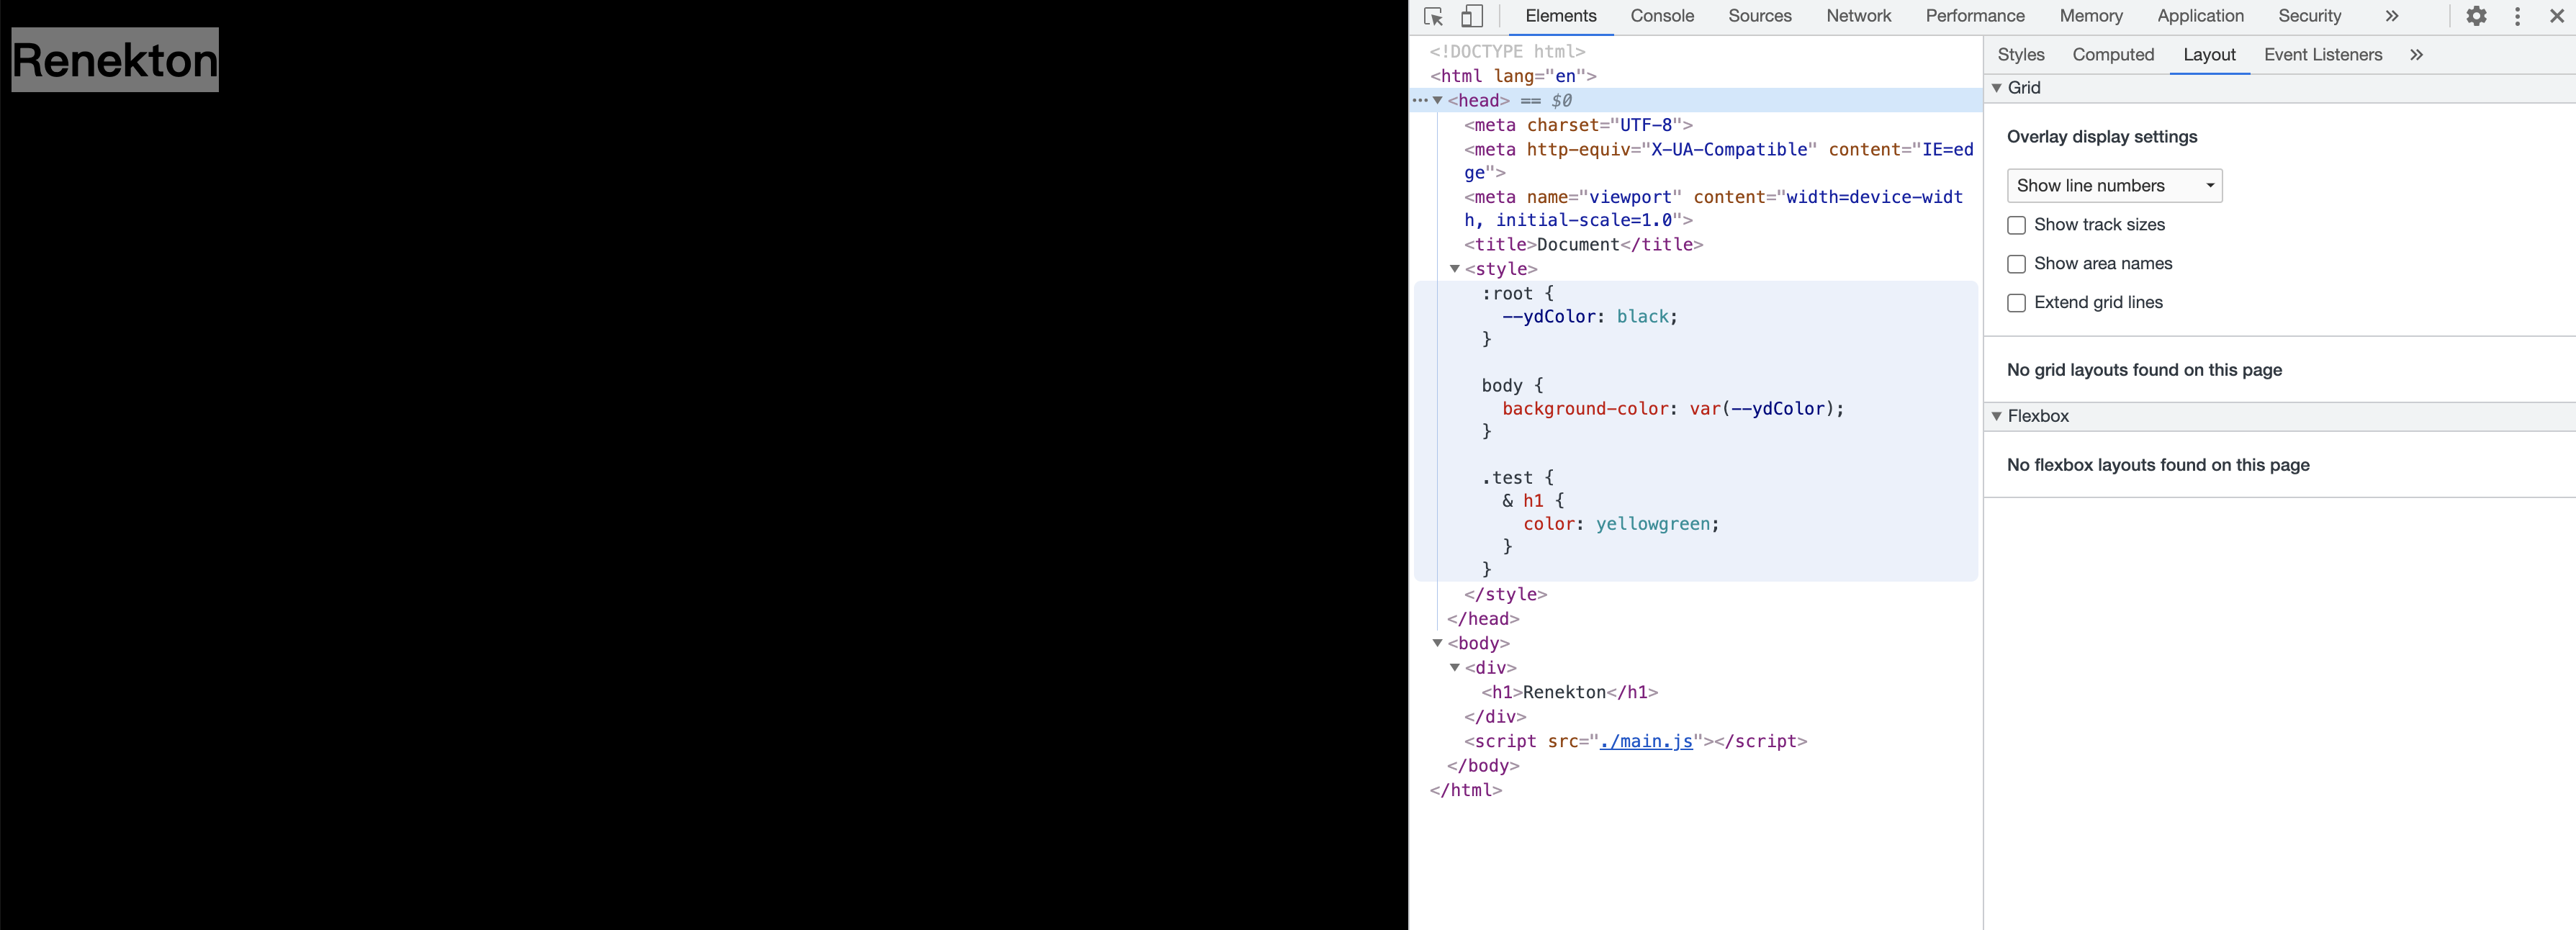 Renekton
Elements Console Sources Network Performance Memory Application Security »
<!DOCTYPE html>
<html lang="en">
<head> == $0
<meta charset="UTF-8">
<meta http-equiv="X-UA-Compatible" content="IE=ed
ge">
<meta name="viewport" content="width=device-widt
h, initial-scale=1.0">
<title>Document</title>
<style>
:root {
--ydColor: black;
}
body {
background-color: var(--ydColor);
}
.test {
& h1 {
color: yellowgreen;
}
}
</style>
</head>
<body>
<div>
<h1>Renekton</h1>
</div>
<script src="./main.js"></script>
</body>
</html>
Styles Computed Layout Event Listeners »
Grid
Overlay display settings
Show line numbers
Show track sizes
Show area names
Extend grid lines
No grid layouts found on this page
Flexbox
No flexbox layouts found on this page